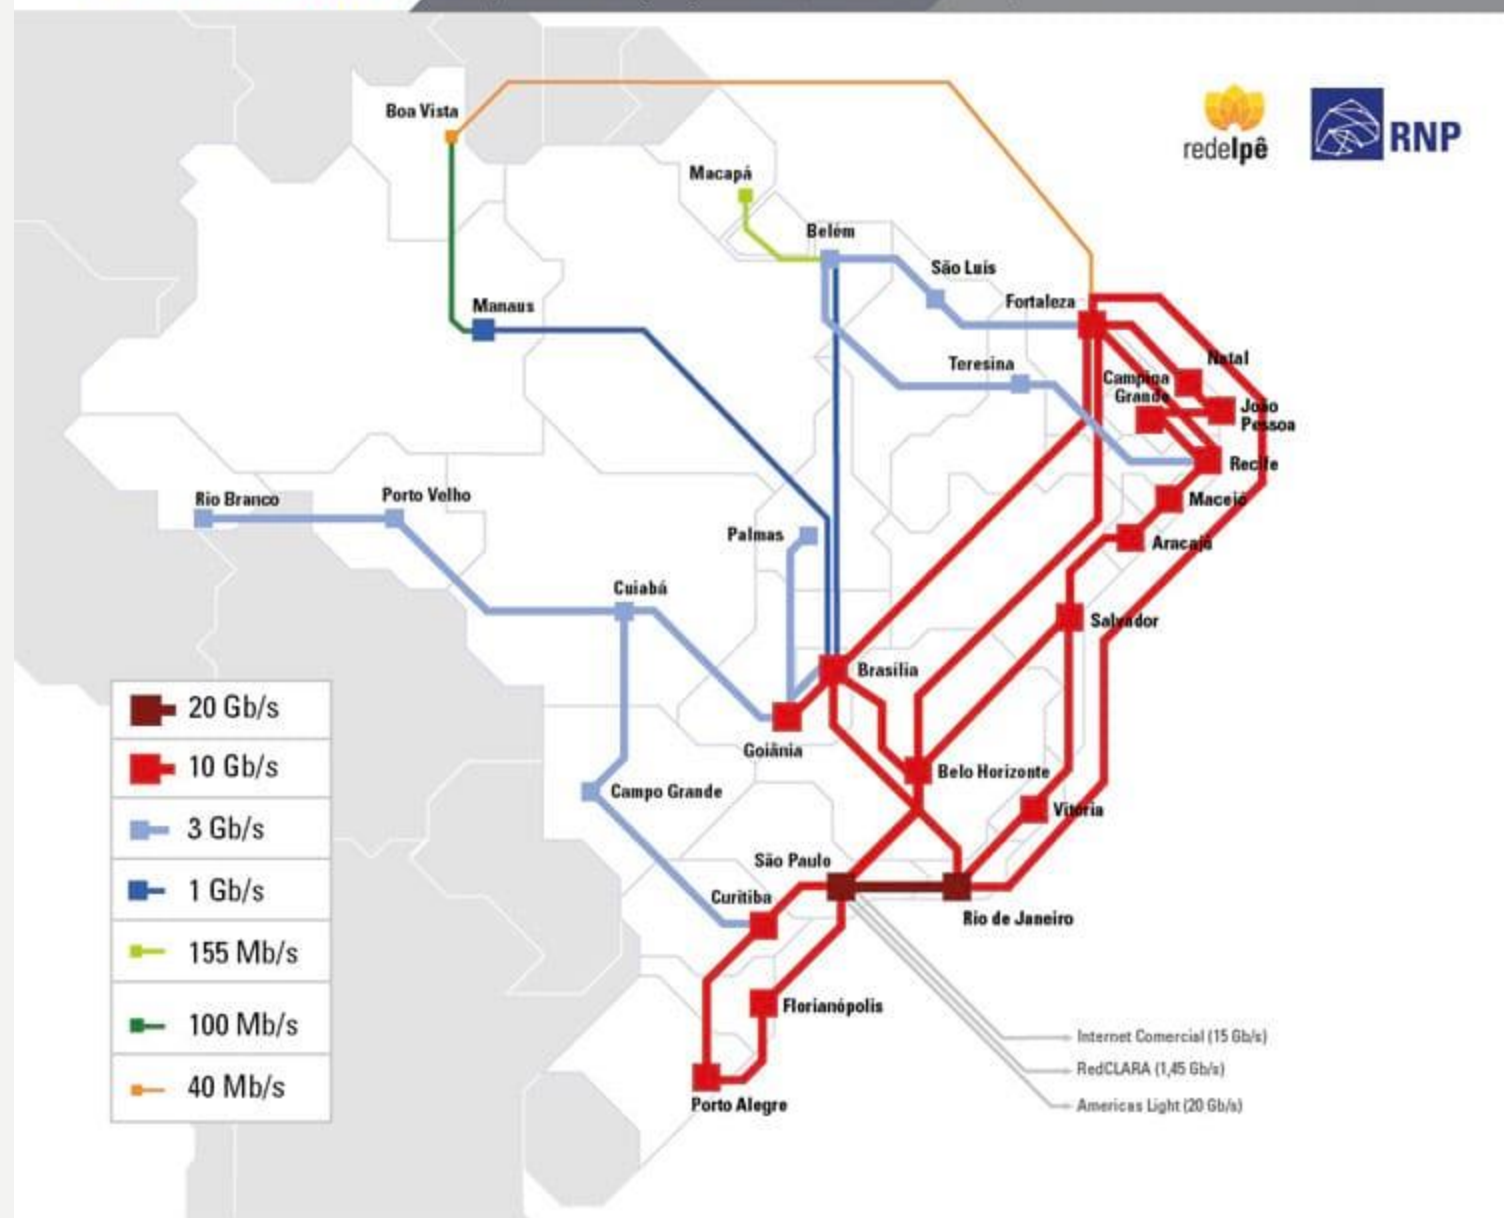 Boa Vista
redeIpê
RNP
Macapá
Belém
São Luís
Fortaleza
Manaus
Natal
Teresina
Campina
Grande
João
Pessoa
Recife
Rio Branco
Porto Velho
Maceió
Palmas
Aracajú
Cuiabá
Salvador
Brasília
20 Gb/s
Goiânia
10 Gb/s
Belo Horizonte
Campo Grande
Vitória
3 Gb/s
São Paulo
1 Gb/s
Curitiba
Rio de Janeiro
155 Mb/s
Florianópolis
100 Mb/s
Internet Comercial (15 Gb/s)
RedCLARA (1,45 Gb/s)
40 Mb/s
Porto Alegre
Americas Light (20 Gb/s)